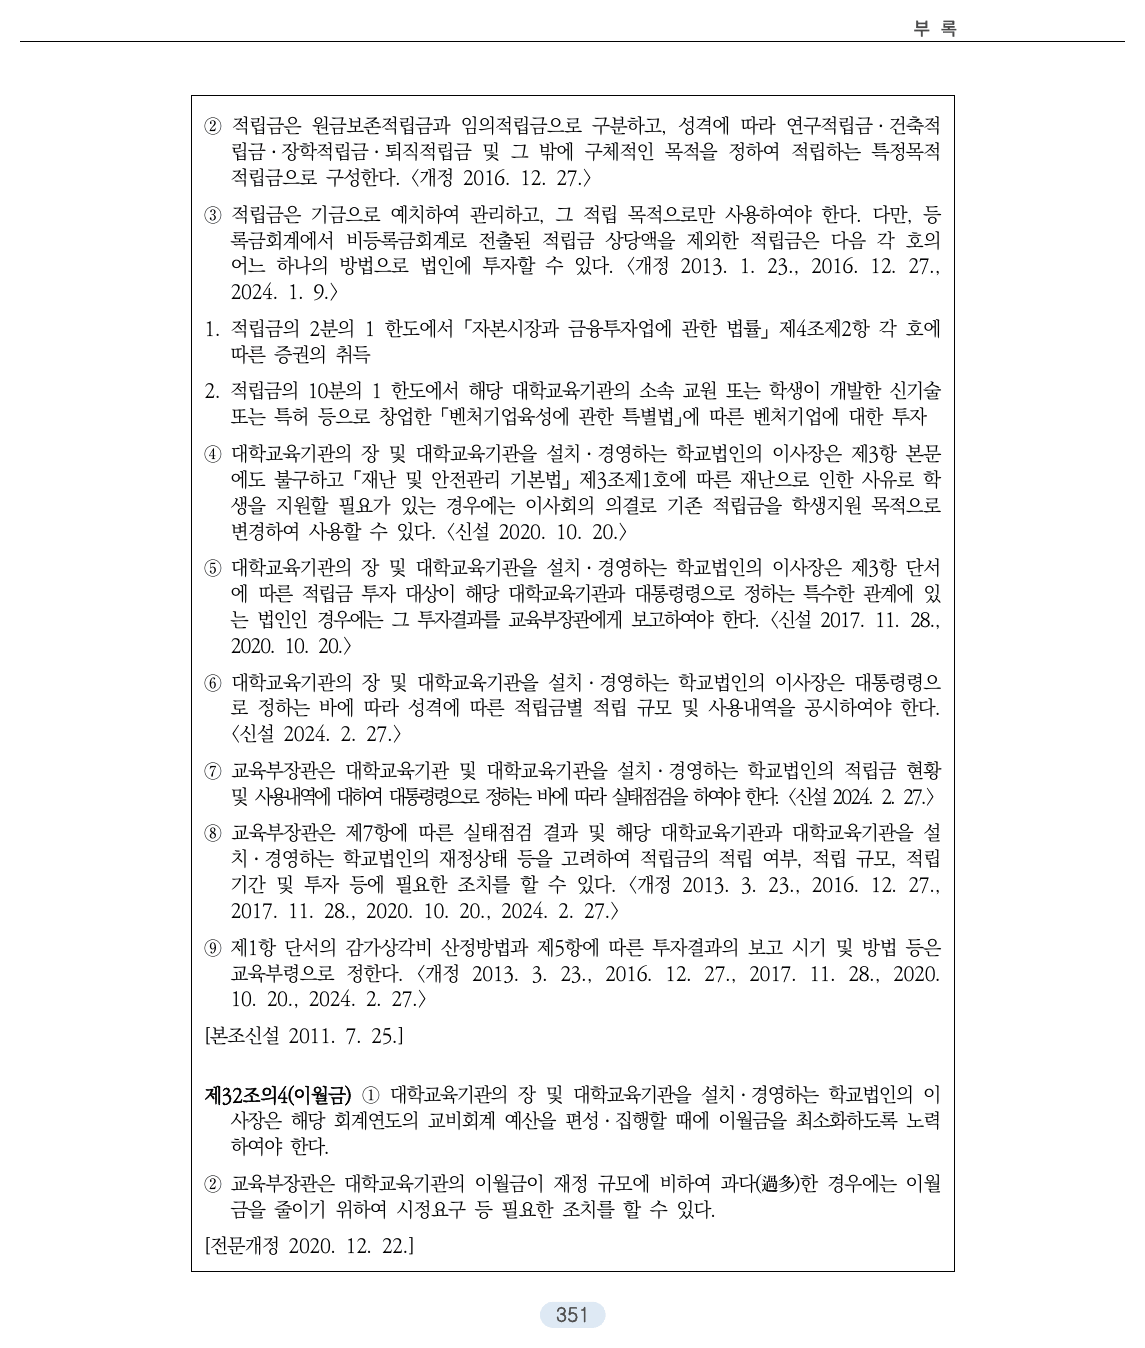 부 록
② 적립금은 원금보존적립금과 임의적립금으로 구분하고, 성격에 따라 연구적립금·건축적
립금·장학적립금·퇴직적립금 및 그 밖에 구체적인 목적을 정하여 적립하는 특정목적
적립금으로 구성한다. 〈개정 2016. 12. 27.〉
③ 적립금은 기금으로 예치하여 관리하고, 그 적립 목적으로만 사용하여야 한다. 다만, 등
록금회계에서 비등록금회계로 전출된 적립금 상당액을 제외한 적립금은 다음 각 호의
어느 하나의 방법으로 법인에 투자할 수 있다. 〈개정 2013. 1. 23., 2016. 12. 27.,
2024. 1. 9.〉
1. 적립금의 2분의 1 한도에서 「자본시장과 금융투자업에 관한 법률」 제4조제2항 각 호에
따른 증권의 취득
2. 적립금의 10분의 1 한도에서 해당 대학교육기관의 소속 교원 또는 학생이 개발한 신기술
또는 특허 등으로 창업한 「벤처기업육성에 관한 특별법」에 따른 벤처기업에 대한 투자
④ 대학교육기관의 장 및 대학교육기관을 설치·경영하는 학교법인의 이사장은 제3항 본문
에도 불구하고 「재난 및 안전관리 기본법」 제3조제1호에 따른 재난으로 인한 사유로 학
생을 지원할 필요가 있는 경우에는 이사회의 의결로 기존 적립금을 학생지원 목적으로
변경하여 사용할 수 있다. 〈신설 2020. 10. 20.〉
⑤ 대학교육기관의 장 및 대학교육기관을 설치·경영하는 학교법인의 이사장은 제3항 단서
에 따른 적립금 투자 대상이 해당 대학교육기관과 대통령령으로 정하는 특수한 관계에 있
는 법인인 경우에는 그 투자결과를 교육부장관에게 보고하여야 한다. 〈신설 2017. 11. 28.,
2020. 10. 20.〉
⑥ 대학교육기관의 장 및 대학교육기관을 설치·경영하는 학교법인의 이사장은 대통령령으
로 정하는 바에 따라 성격에 따른 적립금별 적립 규모 및 사용내역을 공시하여야 한다.
〈신설 2024. 2. 27.〉
⑦ 교육부장관은 대학교육기관 및 대학교육기관을 설치·경영하는 학교법인의 적립금 현황
및 사용내역에 대하여 대통령령으로 정하는 바에 따라 실태점검을 하여야 한다. 〈신설 2024. 2. 27.〉
⑧ 교육부장관은 제7항에 따른 실태점검 결과 및 해당 대학교육기관과 대학교육기관을 설
치·경영하는 학교법인의 재정상태 등을 고려하여 적립금의 적립 여부, 적립 규모, 적립
기간 및 투자 등에 필요한 조치를 할 수 있다. 〈개정 2013. 3. 23., 2016. 12. 27.,
2017. 11. 28., 2020. 10. 20., 2024. 2. 27.〉
⑨ 제1항 단서의 감가상각비 산정방법과 제5항에 따른 투자결과의 보고 시기 및 방법 등은
교육부령으로 정한다. 〈개정 2013. 3. 23., 2016. 12. 27., 2017. 11. 28., 2020.
10. 20., 2024. 2. 27.〉
[본조신설 2011. 7. 25.]
제32조의4(이월금) ① 대학교육기관의 장 및 대학교육기관을 설치·경영하는 학교법인의 이
사장은 해당 회계연도의 교비회계 예산을 편성·집행할 때에 이월금을 최소화하도록 노력
하여야 한다.
② 교육부장관은 대학교육기관의 이월금이 재정 규모에 비하여 과다(過多)한 경우에는 이월
금을 줄이기 위하여 시정요구 등 필요한 조치를 할 수 있다.
[전문개정 2020. 12. 22.]
351